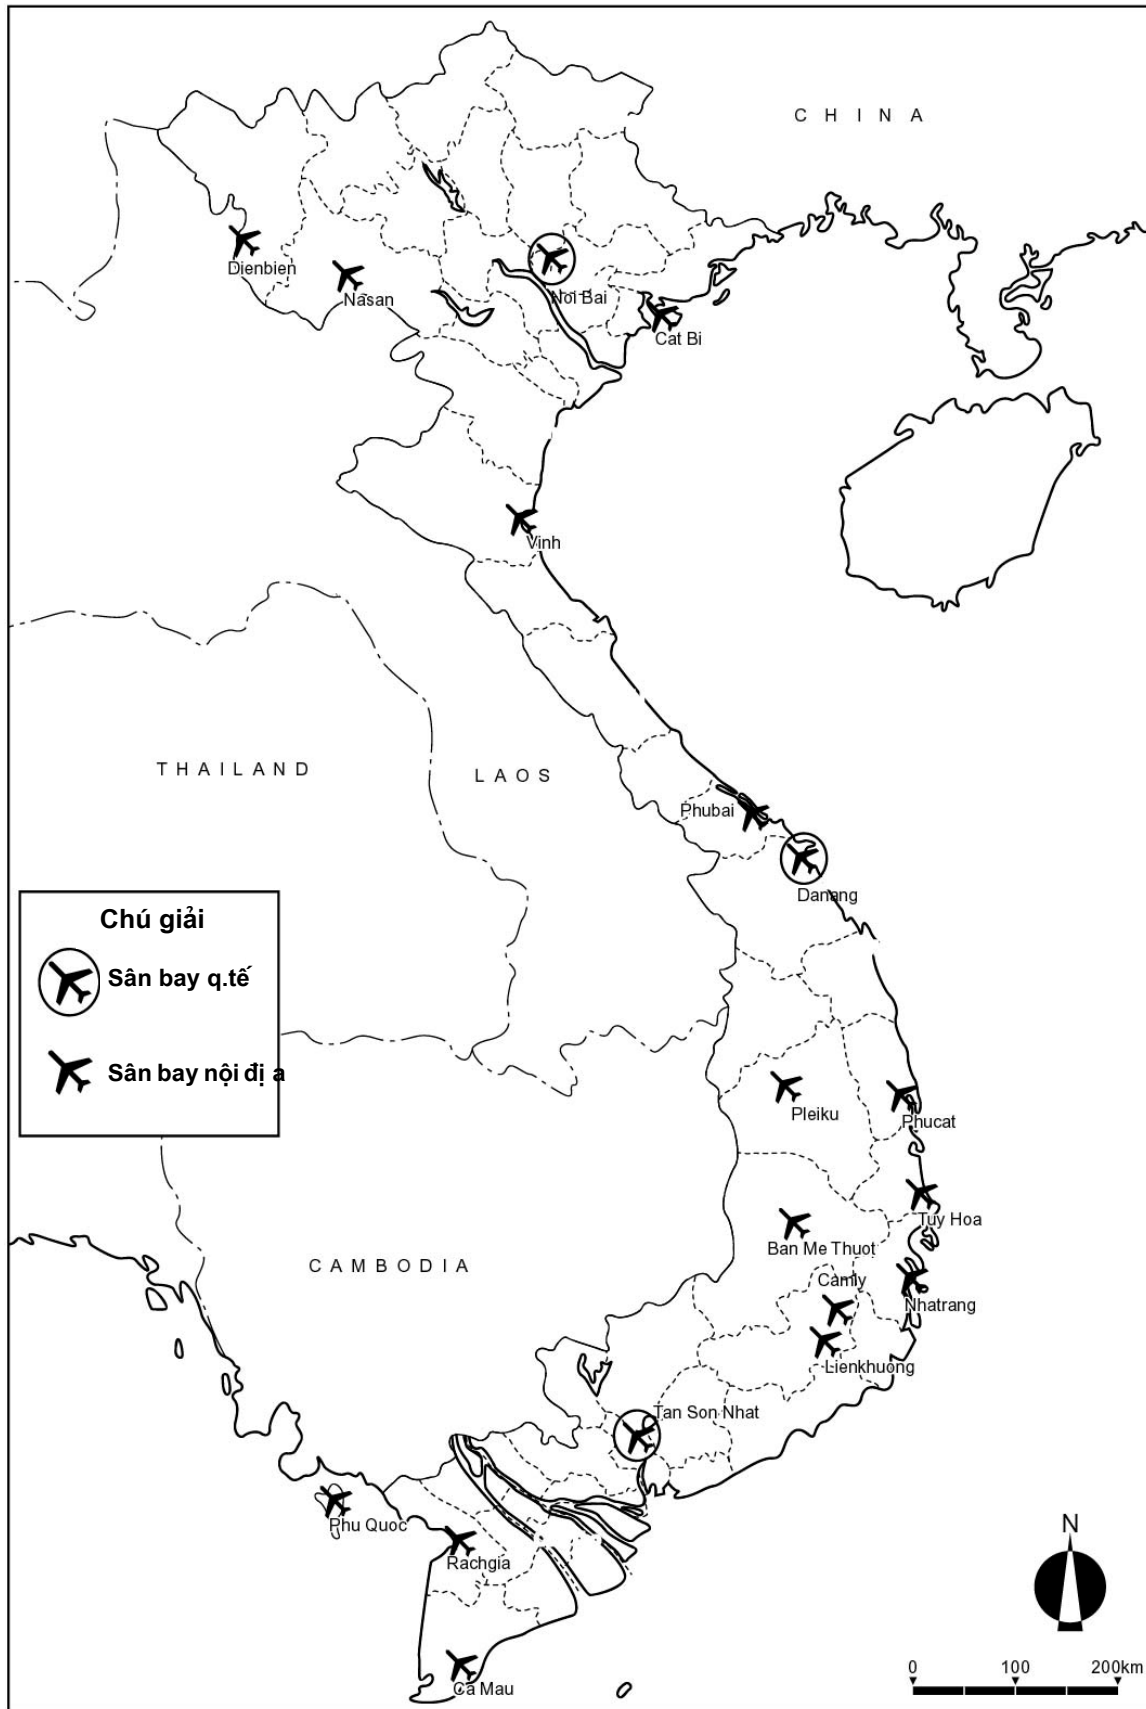 CHINA
Dienbien
Nasan
Noi Bai
Cat Bi
Vinh
THAILAND
LAOS
Phubai
Danang
Chú giải
Sân bay q.tế
Sân bay nội đị a
Pleiku
Phucat
Tuy Hoa
Ban Me Thuot
CAMBODIA
Camly
Nhatrang
Lienkhuong
Tan Son Nhat
Phu Quoc
Rachgia
Ca Mau
N
0 100 200km